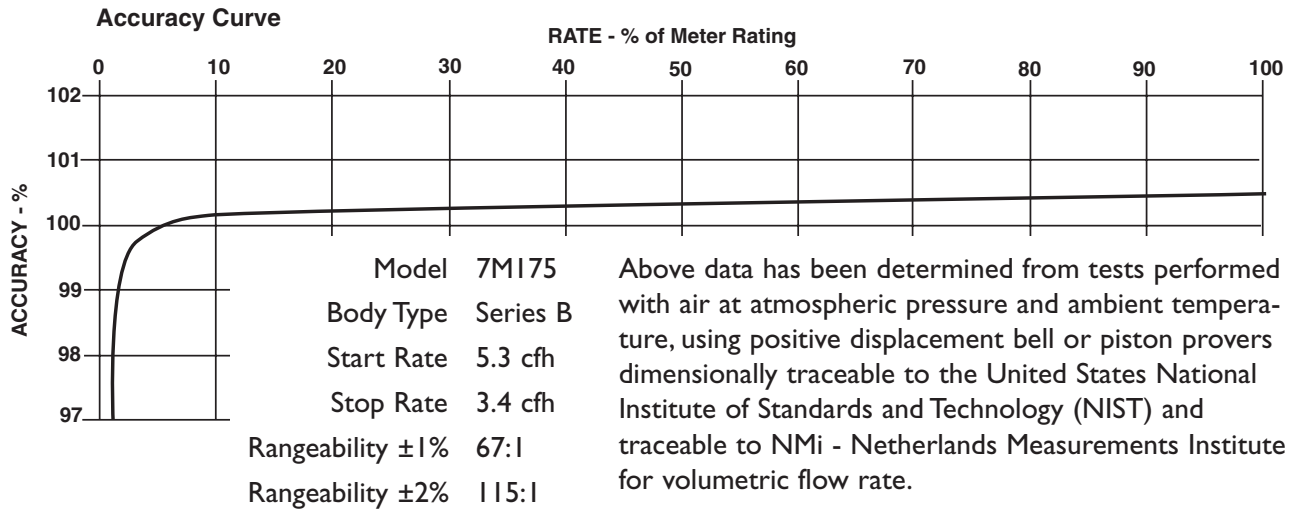 Accuracy Curve
RATE - % of Meter Rating
0 10 20 30 40 50 60 70 80 90 100
102
101
100
99
98
97
ACCURACY - %
Model 7M175
Body Type Series B
Start Rate 5.3 cfh
Stop Rate 3.4 cfh
Rangeability ±1% 67:1
Rangeability ±2% 115:1
Above data has been determined from tests performed
with air at atmospheric pressure and ambient tempera-
ture, using positive displacement bell or piston provers
dimensionally traceable to the United States National
Institute of Standards and Technology (NIST) and
traceable to NMi - Netherlands Measurements Institute
for volumetric flow rate.